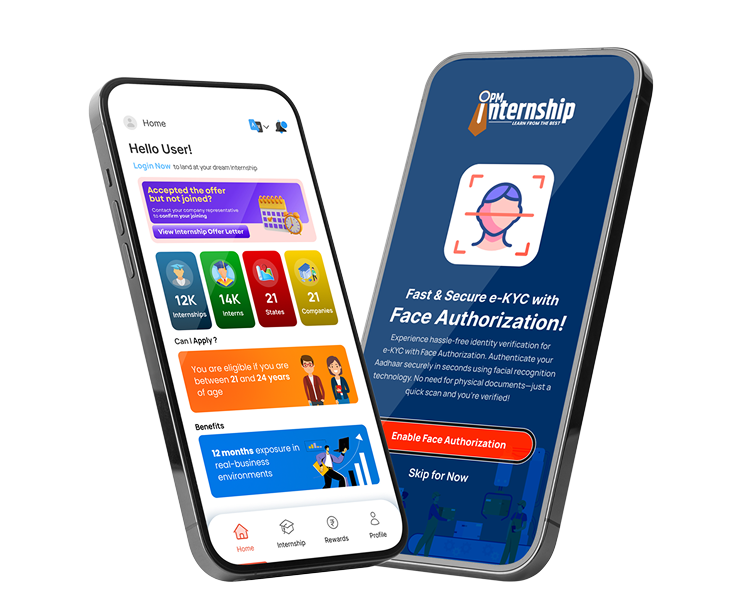 Home
Hello User!
Login Now to land at your dream Internship
Accepted the offer
but not joined?
Contact your company representative
to confirm your joining
View Internship Offer Letter
12K
Internships
14K
Interns
21
States
21
Companies
Can I Apply ?
You are eligible if you are
between 21 and 24 years
of age
Benefits
12 months exposure in
real-business
environments
Home
Internship
Rewards
Profile
PM
Internship
LEARN FROM THE BEST
Fast & Secure e-KYC with
Face Authorization!
Experience hassle-free identity verification for
e-KYC with Face Authorization. Authenticate your
Aadhaar securely in seconds using facial recognition
technology. No need for physical documents—just a
quick scan and you're verified!
Enable Face Authorization
Skip for Now